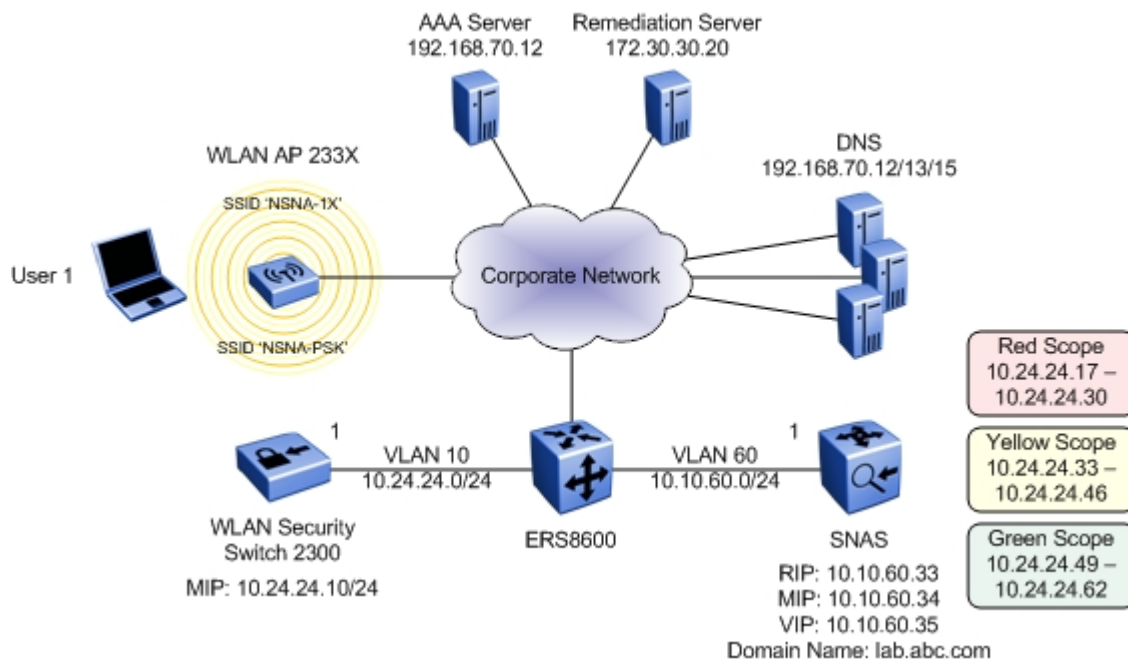 AAA Server
192.168.70.12
Remediation Server
172.30.30.20
DNS
192.168.70.12/13/15
WLAN AP 233X
SSID 'NSNA-1X'
User 1
Corporate Network
SSID 'NSNA-PSK'
Red Scope
10.24.24.17 –
10.24.24.30
1
VLAN 10
10.24.24.0/24
VLAN 60
10.10.60.0/24
1
Yellow Scope
10.24.24.33 –
10.24.24.46
WLAN Security
Switch 2300
MIP: 10.24.24.10/24
ERS8600
SNAS
RIP: 10.10.60.33
MIP: 10.10.60.34
VIP: 10.10.60.35
Domain Name: lab.abc.com
Green Scope
10.24.24.49 –
10.24.24.62